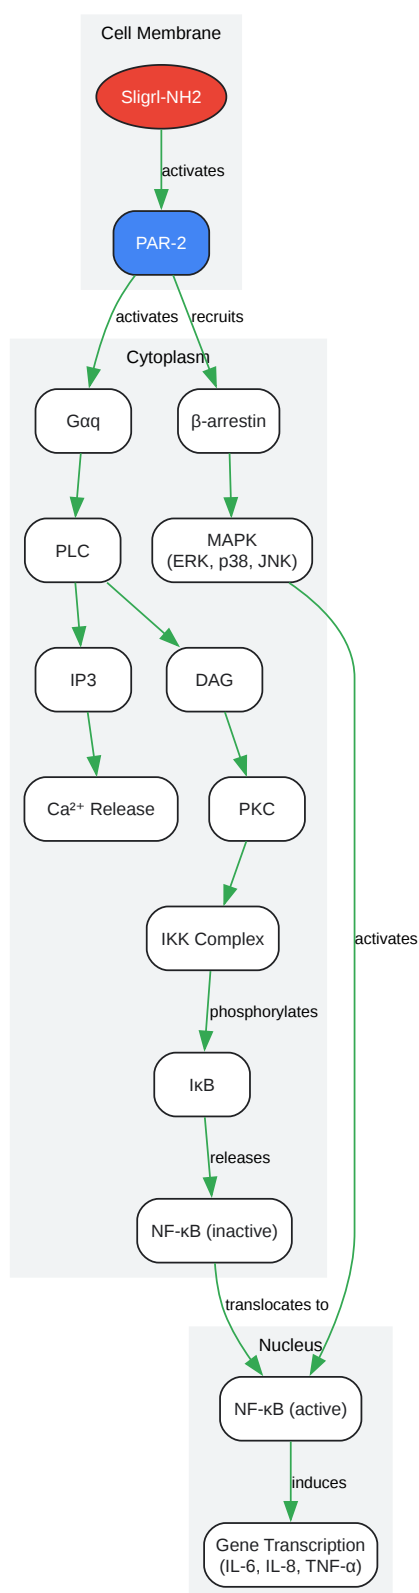 Cell Membrane
Sligrl-NH2
activates
PAR-2
activates
recruits
Cytoplasm
Gαq
β-arrestin
PLC
MAPK
(ERK, p38, JNK)
IP3
DAG
Ca²⁺ Release
PKC
IKK Complex
activates
phosphorylates
IκB
releases
NF-κB (inactive)
translocates to
Nucleus
NF-κB (active)
induces
Gene Transcription
(IL-6, IL-8, TNF-α)